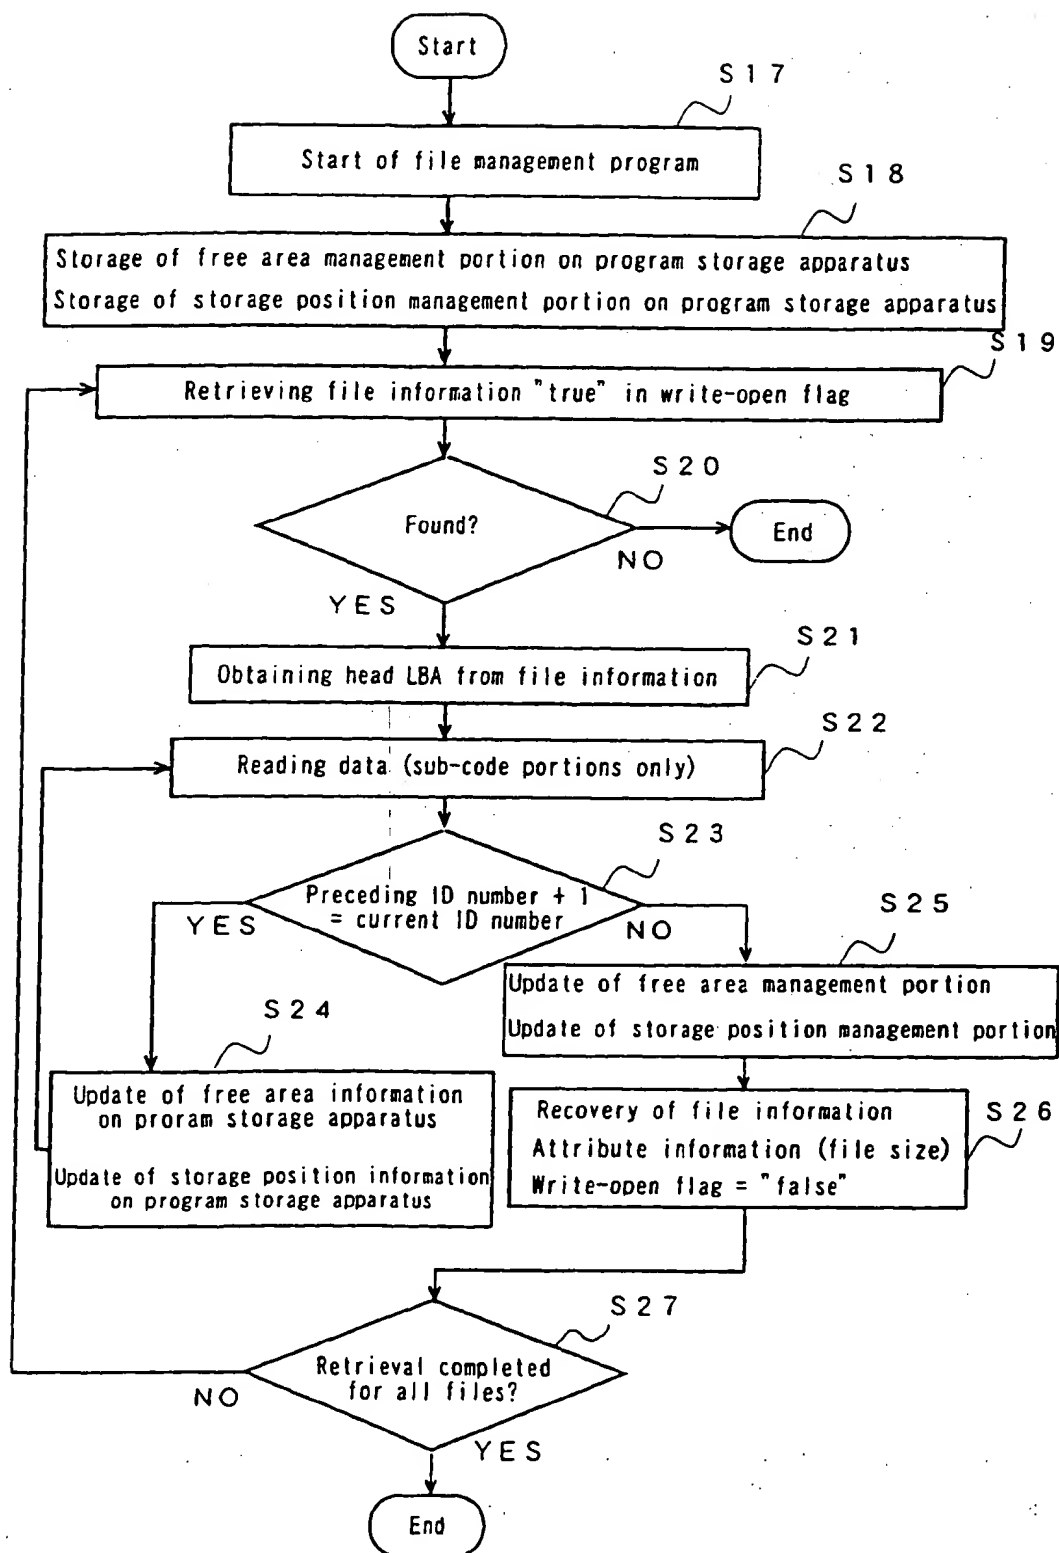 Start
S17
Start of file management program
S18
Storage of free area management portion on program storage apparatus
Storage of storage position management portion on program storage apparatus
S19
Retrieving file information "true" in write-open flag
S20
Found?
End
NO
YES
S21
Obtaining head LBA from file information
S22
Reading data (sub-code portions only)
S23
Preceding ID number + 1
= current ID number
YES
NO
S25
Update of free area management portion
Update of storage position management portion
S24
Update of free area information
on proram storage apparatus
Update of storage position information
on program storage apparatus
S26
Recovery of file information
Attribute information (file size)
Write-open flag = "false"
S27
Retrieval completed
for all files?
NO
YES
End